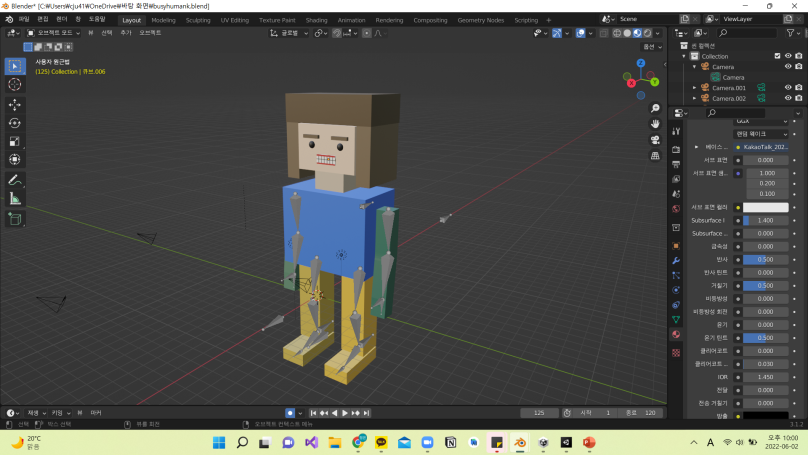 Blender* [C:₩Users₩cju41₩OneDrive₩바탕 화면₩busyhumank.blend]
파일 편집 렌더 창 도움말 Layout Modeling Sculpting UV Editing Texture Paint Shading Animation Rendering Compositing Geometry Nodes Scripting + Scene ViewLayer
오브젝트 모드 뷰 선택 추가 오브젝트 글로벌
옵션
사용자 원근법
(125) Collection | 큐브.006
X
Y
Z
씬 컬렉션
Collection
Camera
Camera
Camera.001
Camera.002
GGX
랜덤 워크이
베이스 ... KakaoTalk_202...
서브 표면 0.000
서브 표면 원... 1.000
0.200
0.100
서브 표면 컬러
Subsurface I 1.400
Subsurface ... 0.000
금속성 0.000
반사 0.500
반사 틴트 0.000
거칠기 0.500
비등방성 0.000
비등방성 회전 0.000
윤기 0.000
윤기 틴트 0.500
클리어코트 0.000
클리어코트... 0.030
IOR 1.450
전달 0.000
전송 거칠기 0.000
방출
재생 키잉 뷰 마커 125 시작 1 종료 120
선택 박스 선택 뷰를 회전 오브젝트 컨텍스트 메뉴 3.1.2
20°C
맑음
A
오후 10:00
2022-06-02